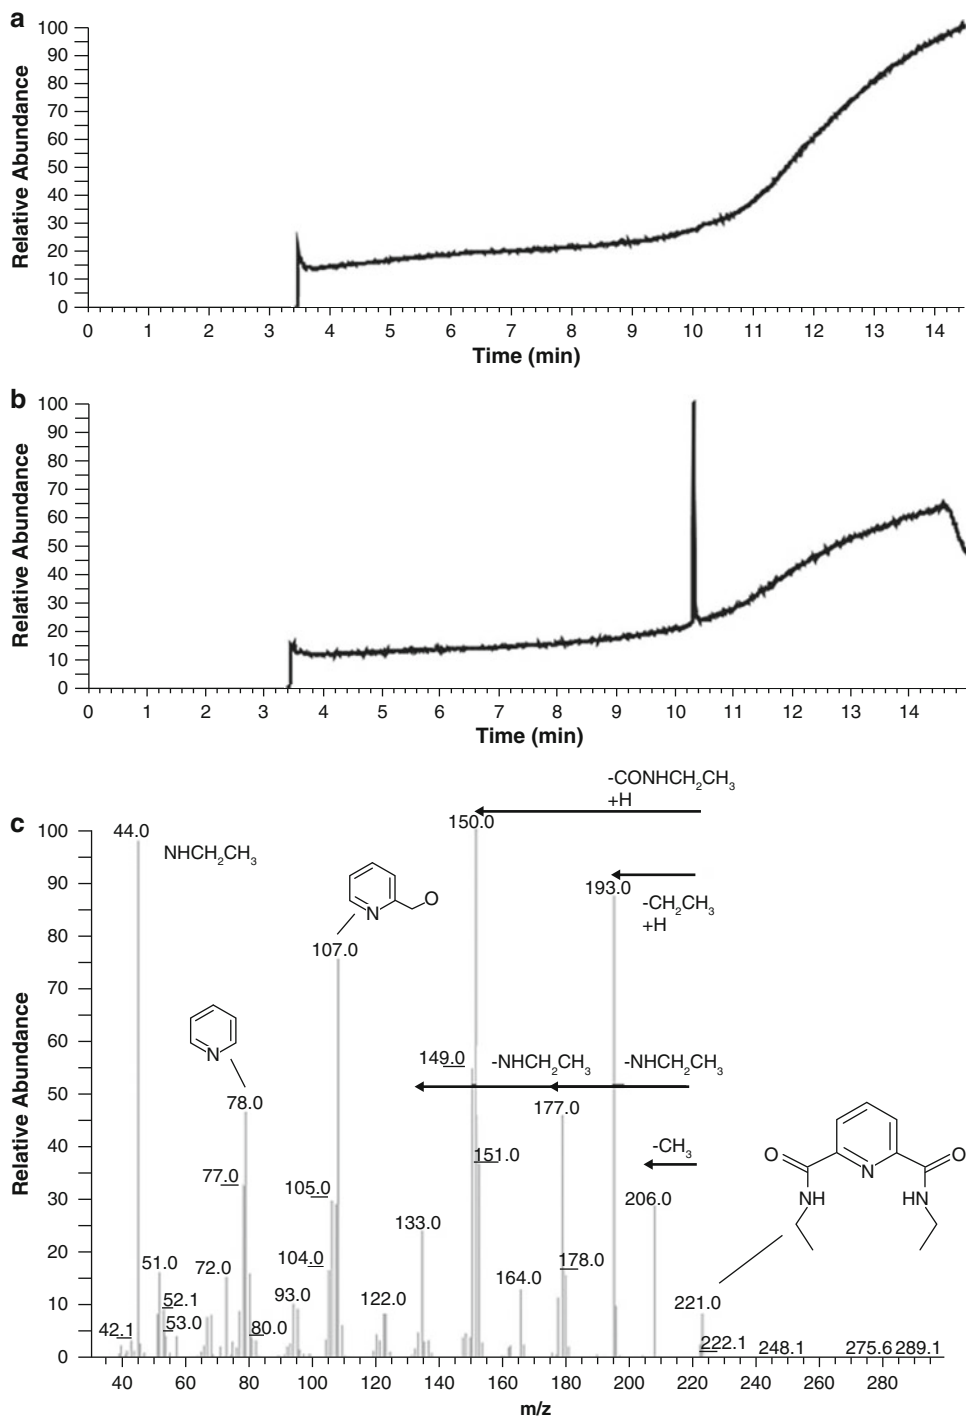 a
100
90
80
70
60
50
40
30
20
10
0
Relative Abundance
0 1 2 3 4 5 6 7 8 9 10 11 12 13 14
Time (min)
b
100
90
80
70
60
50
40
30
20
10
0
Relative Abundance
0 1 2 3 4 5 6 7 8 9 10 11 12 13 14
Time (min)
c
100
90
80
70
60
50
40
30
20
10
0
Relative Abundance
-CONHCH₂CH₃
+H
44.0
150.0
NHCH₂CH₃
193.0
-CH₂CH₃
+H
O
N
107.0
N
149.0
-NHCH₂CH₃
-NHCH₂CH₃
78.0
177.0
151.0
-CH₃
O
N
O
NH
NH
77.0
105.0
206.0
133.0
51.0
72.0
104.0
178.0
164.0
52.1
93.0
122.0
221.0
42.1
53.0
80.0
222.1
248.1
275.6
289.1
40 60 80 100 120 140 160 180 200 220 240 260 280
m/z